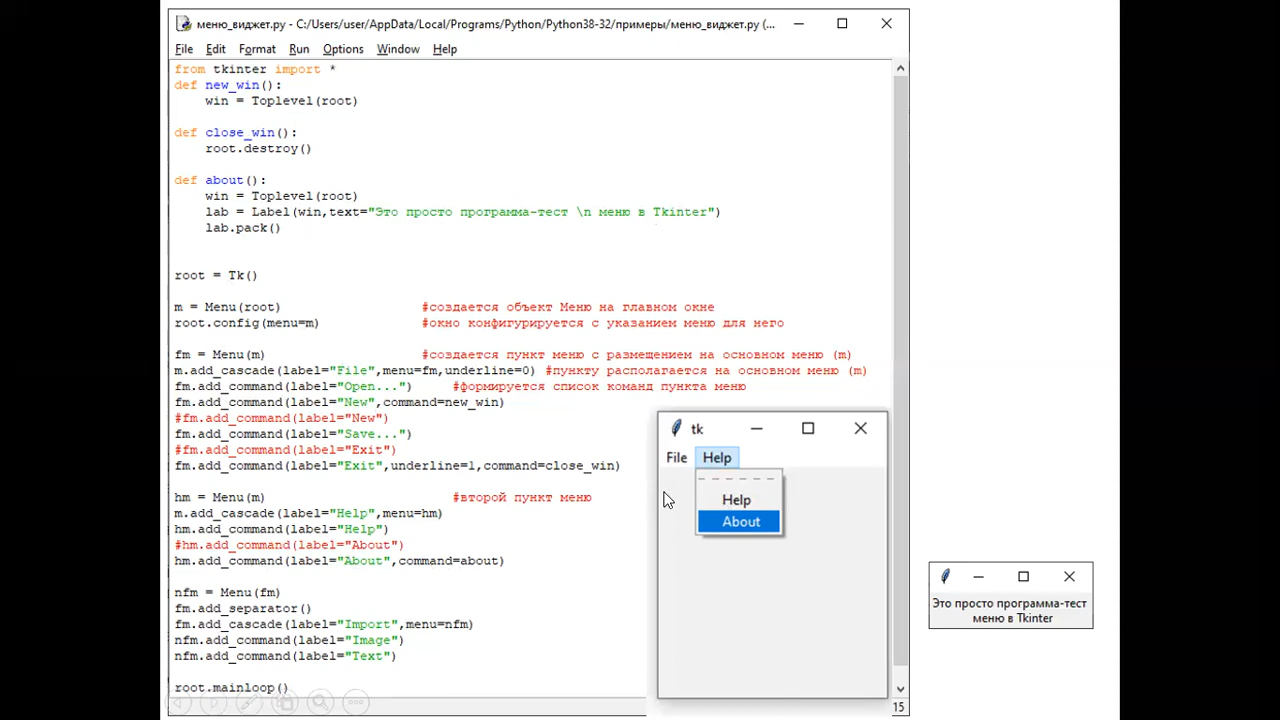 меню_виджет.py - C:/Users/user/AppData/Local/Programs/Python/Python38-32/примеры/меню_виджет.py (...
File Edit Format Run Options Window Help
from tkinter import *
def new_win():
    win = Toplevel(root)
def close_win():
    root.destroy()
def about():
    win = Toplevel(root)
    lab = Label(win,text="Это просто программа-тест \n меню в Tkinter")
    lab.pack()
root = Tk()
m = Menu(root) #создается объект Меню на главном окне
root.config(menu=m) #окно конфигурируется с указанием меню для него
fm = Menu(m) #создается пункт меню с размещением на основном меню (m)
m.add_cascade(label="File",menu=fm,underline=0) #пункту располагается на основном меню (m)
fm.add_command(label="Open...") #формируется список команд пункта меню
fm.add_command(label="New",command=new_win)
#fm.add_command(label="New")
fm.add_command(label="Save...")
#fm.add_command(label="Exit")
fm.add_command(label="Exit",underline=1,command=close_win)
hm = Menu(m) #второй пункт меню
m.add_cascade(label="Help",menu=hm)
hm.add_command(label="Help")
#hm.add_command(label="About")
hm.add_command(label="About",command=about)
nfm = Menu(fm)
fm.add_separator()
fm.add_cascade(label="Import",menu=nfm)
nfm.add_command(label="Image")
nfm.add_command(label="Text")
root.mainloop()
15
tk
File Help
Help
About
Это просто программа-тест
меню в Tkinter